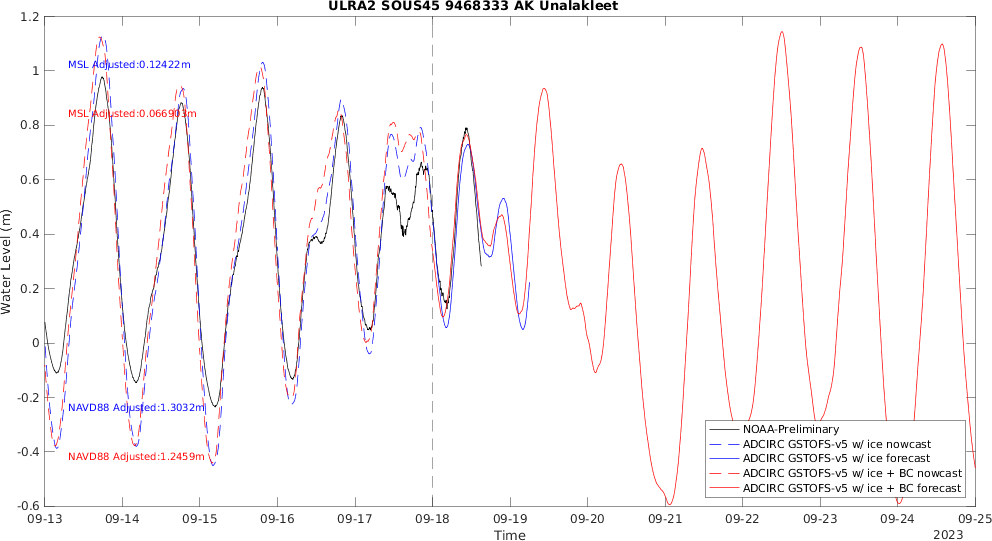 ULRA2 SOUS45 9468333 AK Unalakleet
1.2
1
0.8
0.6
0.4
0.2
0
-0.2
-0.4
-0.6
Water Level (m)
MSL Adjusted:0.12422m
MSL Adjusted:0.066903m
NAVD88 Adjusted:1.3032m
NAVD88 Adjusted:1.2459m
NOAA-Preliminary
ADCIRC GSTOFS-v5 w/ ice nowcast
ADCIRC GSTOFS-v5 w/ ice forecast
ADCIRC GSTOFS-v5 w/ ice + BC nowcast
ADCIRC GSTOFS-v5 w/ ice + BC forecast
09-13 09-14 09-15 09-16 09-17 09-18 09-19 09-20 09-21 09-22 09-23 09-24 09-25
Time
2023